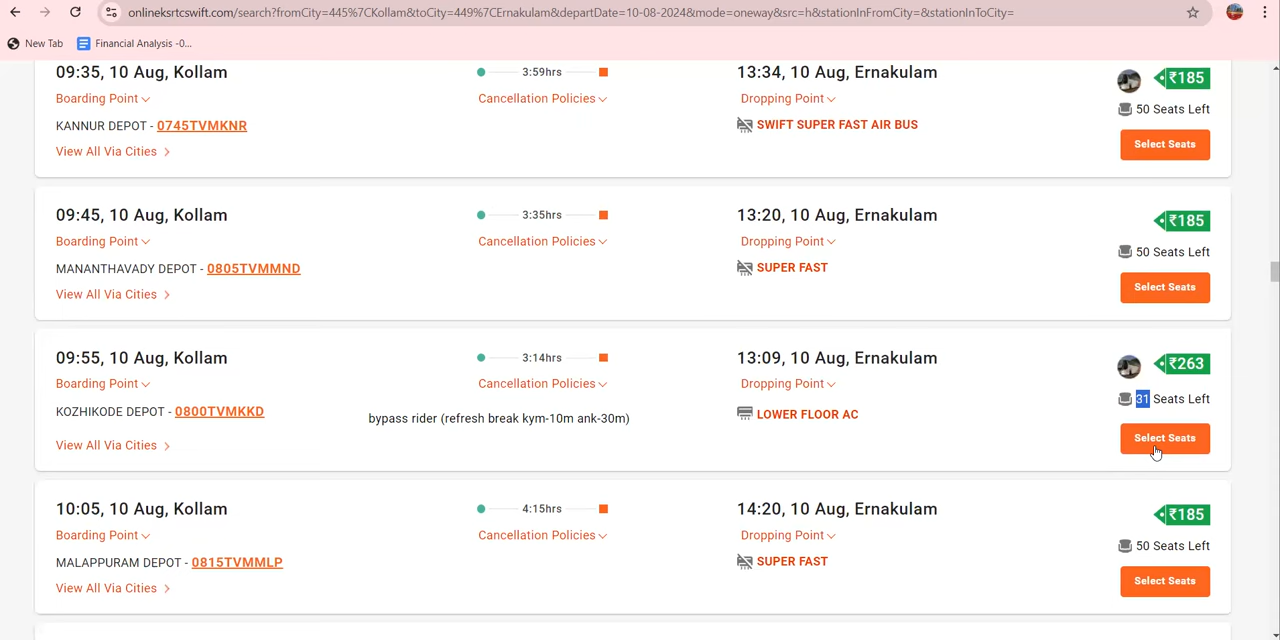 onlineksrtcswift.com/search?fromCity=445%7CKollam&toCity=449%7CErnakulam&departDate=10-08-2024&mode=oneway&src=h&stationInFromCity=&stationInToCity=
New Tab Financial Analysis -0...
09:35, 10 Aug, Kollam 3:59hrs 13:34, 10 Aug, Ernakulam ₹185
Boarding Point Cancellation Policies Dropping Point 50 Seats Left
KANNUR DEPOT - 0745TVMKNR SWIFT SUPER FAST AIR BUS
View All Via Cities Select Seats
09:45, 10 Aug, Kollam 3:35hrs 13:20, 10 Aug, Ernakulam ₹185
Boarding Point Cancellation Policies Dropping Point 50 Seats Left
MANANTHAVADY DEPOT - 0805TVMMND SUPER FAST
View All Via Cities Select Seats
09:55, 10 Aug, Kollam 3:14hrs 13:09, 10 Aug, Ernakulam ₹263
Boarding Point Cancellation Policies Dropping Point 31 Seats Left
KOZHIKODE DEPOT - 0800TVMKKD bypass rider (refresh break kym-10m ank-30m) LOWER FLOOR AC
View All Via Cities Select Seats
10:05, 10 Aug, Kollam 4:15hrs 14:20, 10 Aug, Ernakulam ₹185
Boarding Point Cancellation Policies Dropping Point 50 Seats Left
MALAPPURAM DEPOT - 0815TVMMLP SUPER FAST
View All Via Cities Select Seats